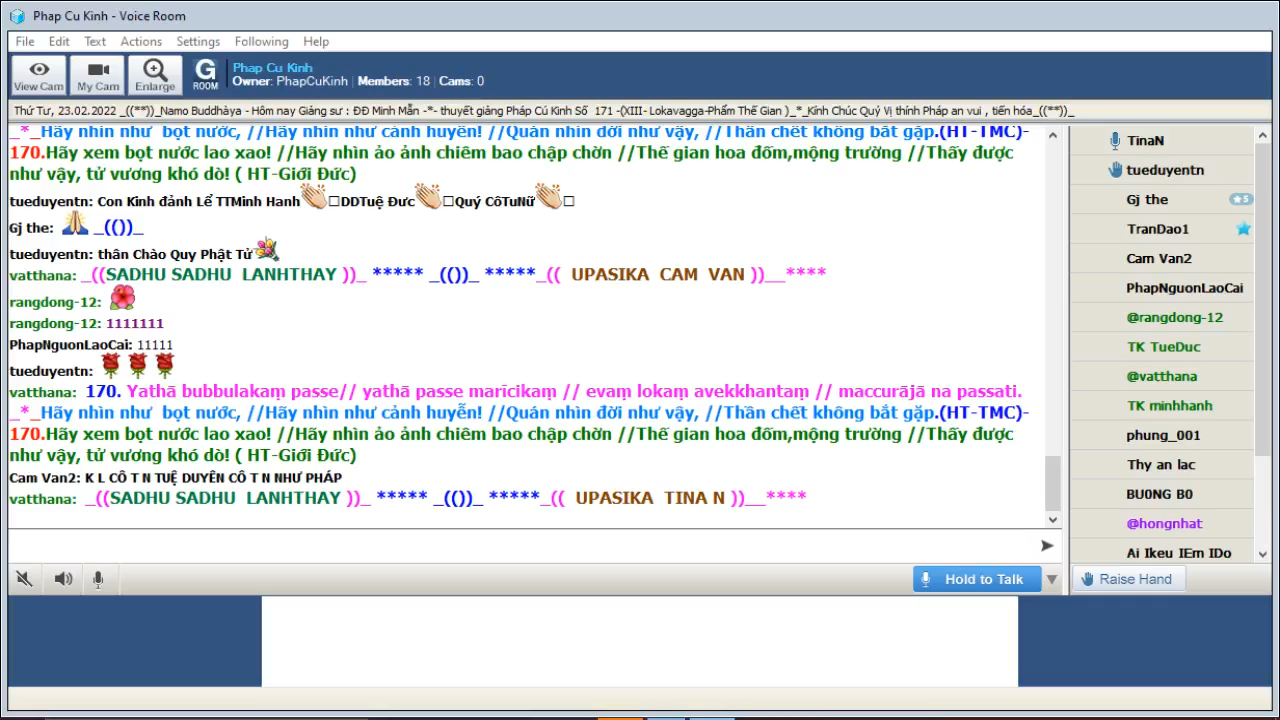 Phap Cu Kinh - Voice Room
File Edit Text Actions Settings Following Help
View Cam My Cam Enlarge G ROOM Phap Cu Kinh
Owner: PhapCuKinh | Members: 18 | Cams: 0
Thứ Tư, 23.02.2022 _((**))_Namo Buddhàya - Hôm nay Giảng sư : ĐĐ Minh Mẫn -*- thuyết giảng Pháp Cú Kinh Số 171 -(XIII- Lokavagga-Phẩm Thế Gian )_*_Kính Chúc Quý Vị thính Pháp an vui , tiến hóa_((**))_
_*_Hãy nhìn như bọt nước, //Hãy nhìn như cảnh huyễn! //Quán nhìn đời như vậy, //Thần chết không bắt gặp.(HT-TMC)-
170.Hãy xem bọt nước lao xao! //Hãy nhìn ảo ảnh chiêm bao chập chờn //Thế gian hoa đốm,mộng trường //Thấy được
như vậy, tử vương khó dò! ( HT-Giới Đức)
tueduyentn: Con Kinh đảnh Lể TTMinh Hanh DDTuệ Đưc Quý CôTuNữ
Gj the: _(())_
tueduyentn: thân Chào Quy Phật Tử
vatthana: _((SADHU SADHU LANHTHAY ))_ ***** _(())_ *****_(( UPASIKA CAM VAN ))__****
rangdong-12:
rangdong-12: 1111111
PhapNguonLaoCai: 11111
tueduyentn:
vatthana: 170. Yathā bubbulakaṃ passe// yathā passe marīcikaṃ // evaṃ lokaṃ avekkhantaṃ // maccurājā na passati.
_*_Hãy nhìn như bọt nước, //Hãy nhìn như cảnh huyễn! //Quán nhìn đời như vậy, //Thần chết không bắt gặp.(HT-TMC)-
170.Hãy xem bọt nước lao xao! //Hãy nhìn ảo ảnh chiêm bao chập chờn //Thế gian hoa đốm,mộng trường //Thấy được
như vậy, tử vương khó dò! ( HT-Giới Đức)
Cam Van2: K L CÔ T N TUỆ DUYÊN CÔ T N NHƯ PHÁP
vatthana: _((SADHU SADHU LANHTHAY ))_ ***** _(())_ *****_(( UPASIKA TINA N ))__****
Hold to Talk
TinaN
tueduyentn
Gj the +5
TranDao1
Cam Van2
PhapNguonLaoCai
@rangdong-12
TK TueDuc
@vatthana
TK minhhanh
phung_001
Thy an lac
BU0NG B0
@hongnhat
Ai Ikeu IEm IDo
Raise Hand